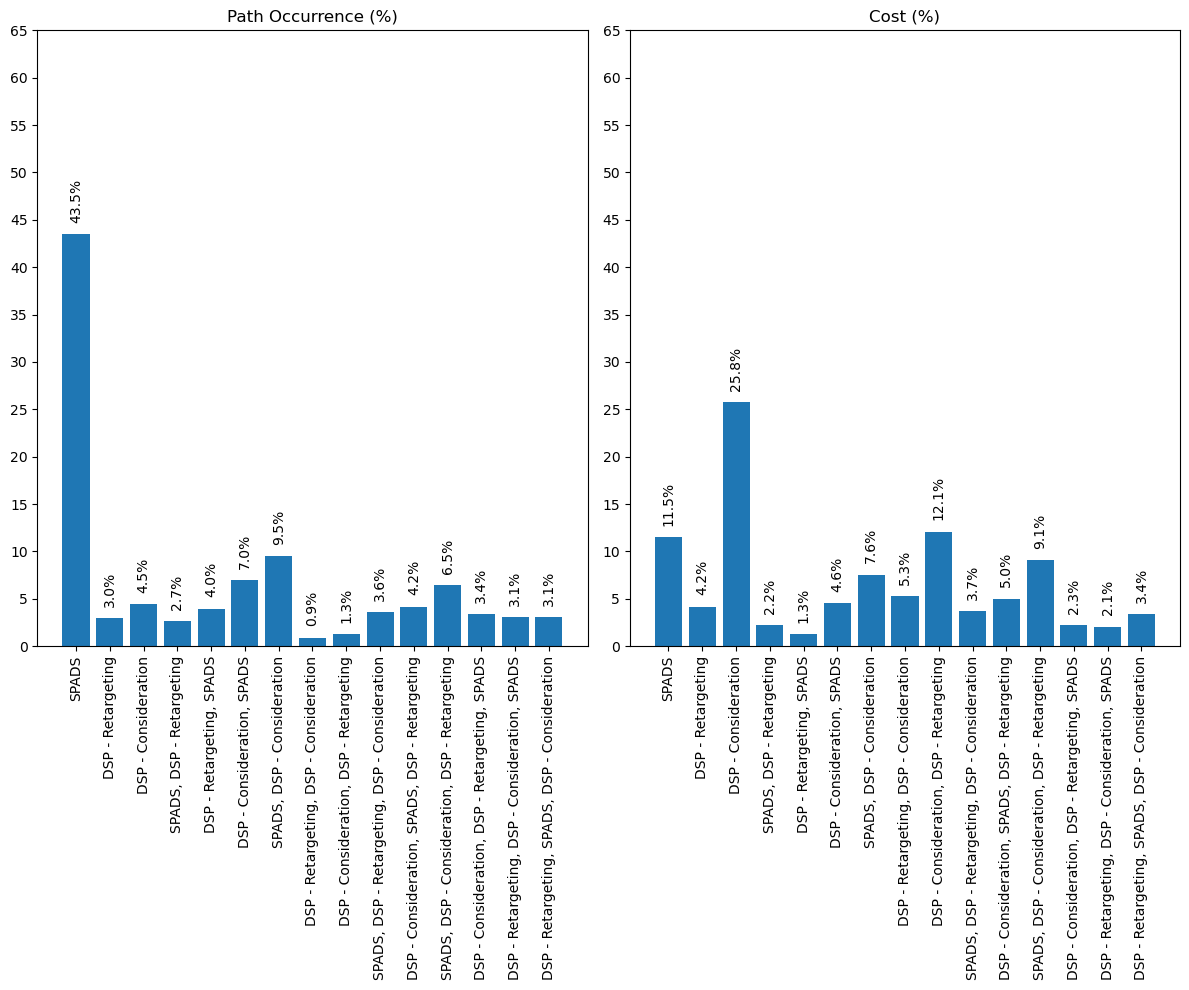 Path Occurrence (%)
65
60
55
50
45
40
35
30
25
20
15
10
5
0
43.5%
3.0%
4.5%
2.7%
4.0%
7.0%
9.5%
0.9%
1.3%
3.6%
4.2%
6.5%
3.4%
3.1%
3.1%
SPADS
DSP - Retargeting
DSP - Consideration
SPADS, DSP - Retargeting
DSP - Retargeting, SPADS
DSP - Consideration, SPADS
SPADS, DSP - Consideration
DSP - Retargeting, DSP - Consideration
DSP - Consideration, DSP - Retargeting
SPADS, DSP - Retargeting, DSP - Consideration
DSP - Consideration, SPADS, DSP - Retargeting
SPADS, DSP - Consideration, DSP - Retargeting
DSP - Consideration, DSP - Retargeting, SPADS
DSP - Retargeting, DSP - Consideration, SPADS
DSP - Retargeting, SPADS, DSP - Consideration
Cost (%)
65
60
55
50
45
40
35
30
25
20
15
10
5
0
11.5%
4.2%
25.8%
2.2%
1.3%
4.6%
7.6%
5.3%
12.1%
3.7%
5.0%
9.1%
2.3%
2.1%
3.4%
SPADS
DSP - Retargeting
DSP - Consideration
SPADS, DSP - Retargeting
DSP - Retargeting, SPADS
DSP - Consideration, SPADS
SPADS, DSP - Consideration
DSP - Retargeting, DSP - Consideration
DSP - Consideration, DSP - Retargeting
SPADS, DSP - Retargeting, DSP - Consideration
DSP - Consideration, SPADS, DSP - Retargeting
SPADS, DSP - Consideration, DSP - Retargeting
DSP - Consideration, DSP - Retargeting, SPADS
DSP - Retargeting, DSP - Consideration, SPADS
DSP - Retargeting, SPADS, DSP - Consideration